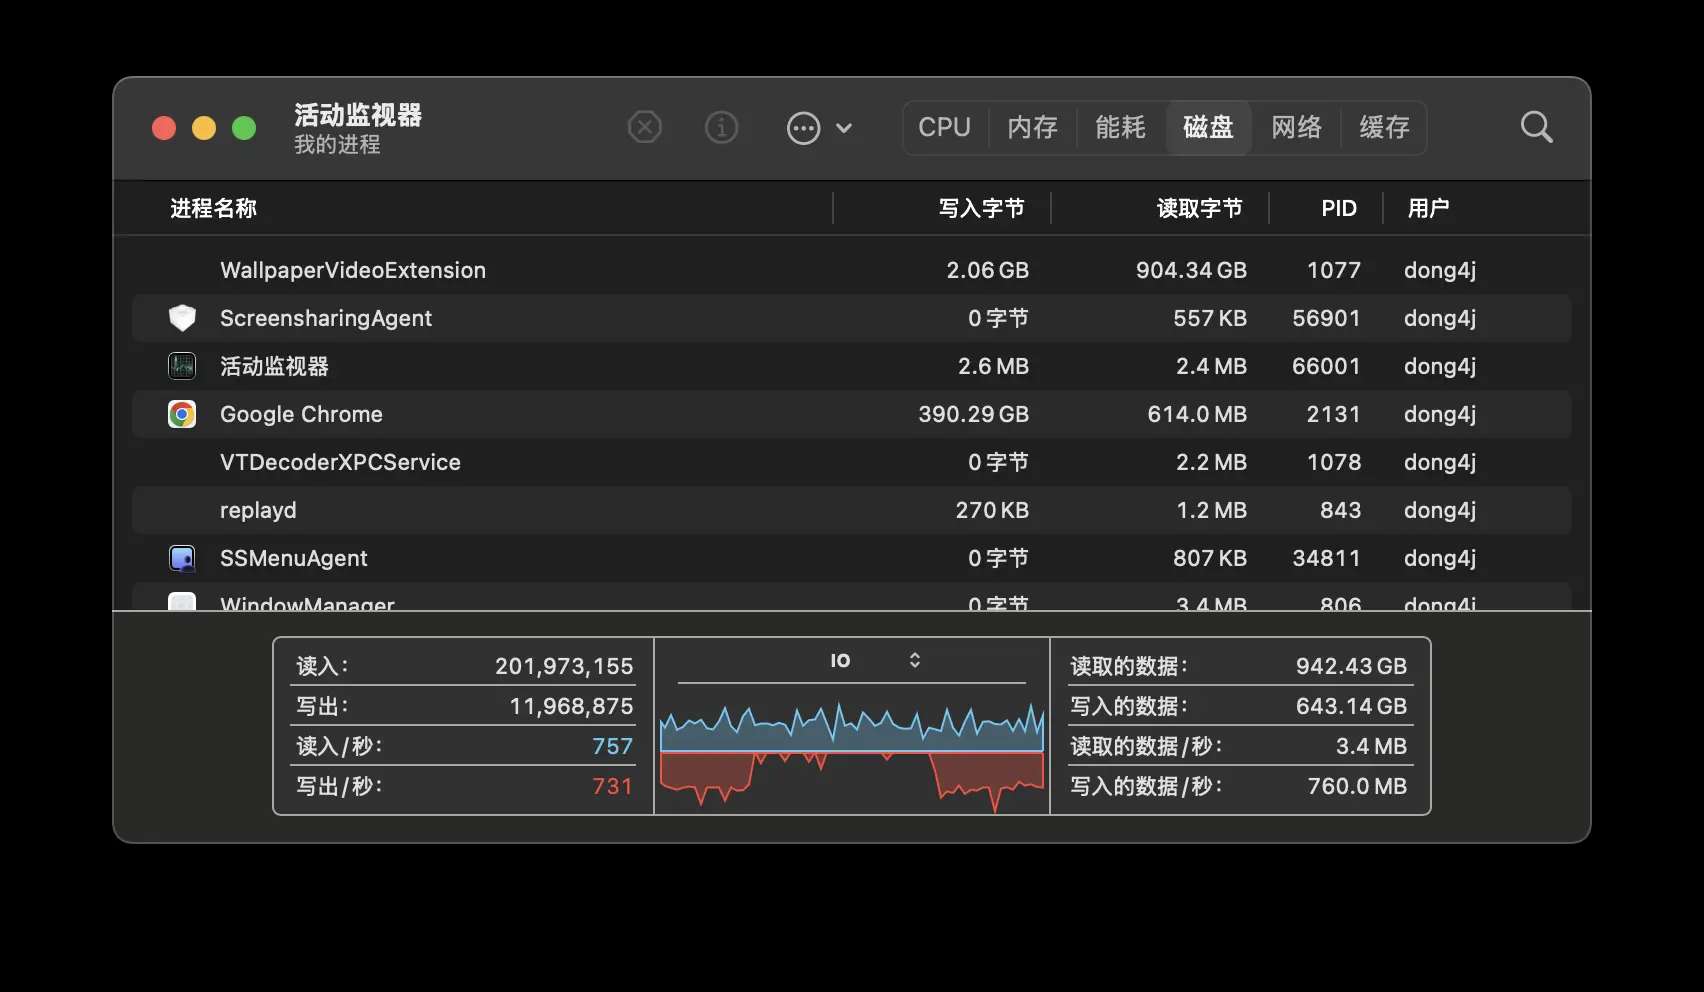 活动监视器
我的进程
CPU 内存 能耗 磁盘 网络 缓存
进程名称 写入字节 读取字节 PID 用户
WallpaperVideoExtension 2.06 GB 904.34 GB 1077 dong4j
ScreensharingAgent 0 字节 557 KB 56901 dong4j
活动监视器 2.6 MB 2.4 MB 66001 dong4j
Google Chrome 390.29 GB 614.0 MB 2131 dong4j
VTDecoderXPCService 0 字节 2.2 MB 1078 dong4j
replayd 270 KB 1.2 MB 843 dong4j
SSMenuAgent 0 字节 807 KB 34811 dong4j
WindowManager 0 字节 3.4 MB 806 dong4j
读入： 201,973,155
写出： 11,968,875
读入/秒： 757
写出/秒： 731
IO
读取的数据： 942.43 GB
写入的数据： 643.14 GB
读取的数据/秒： 3.4 MB
写入的数据/秒： 760.0 MB